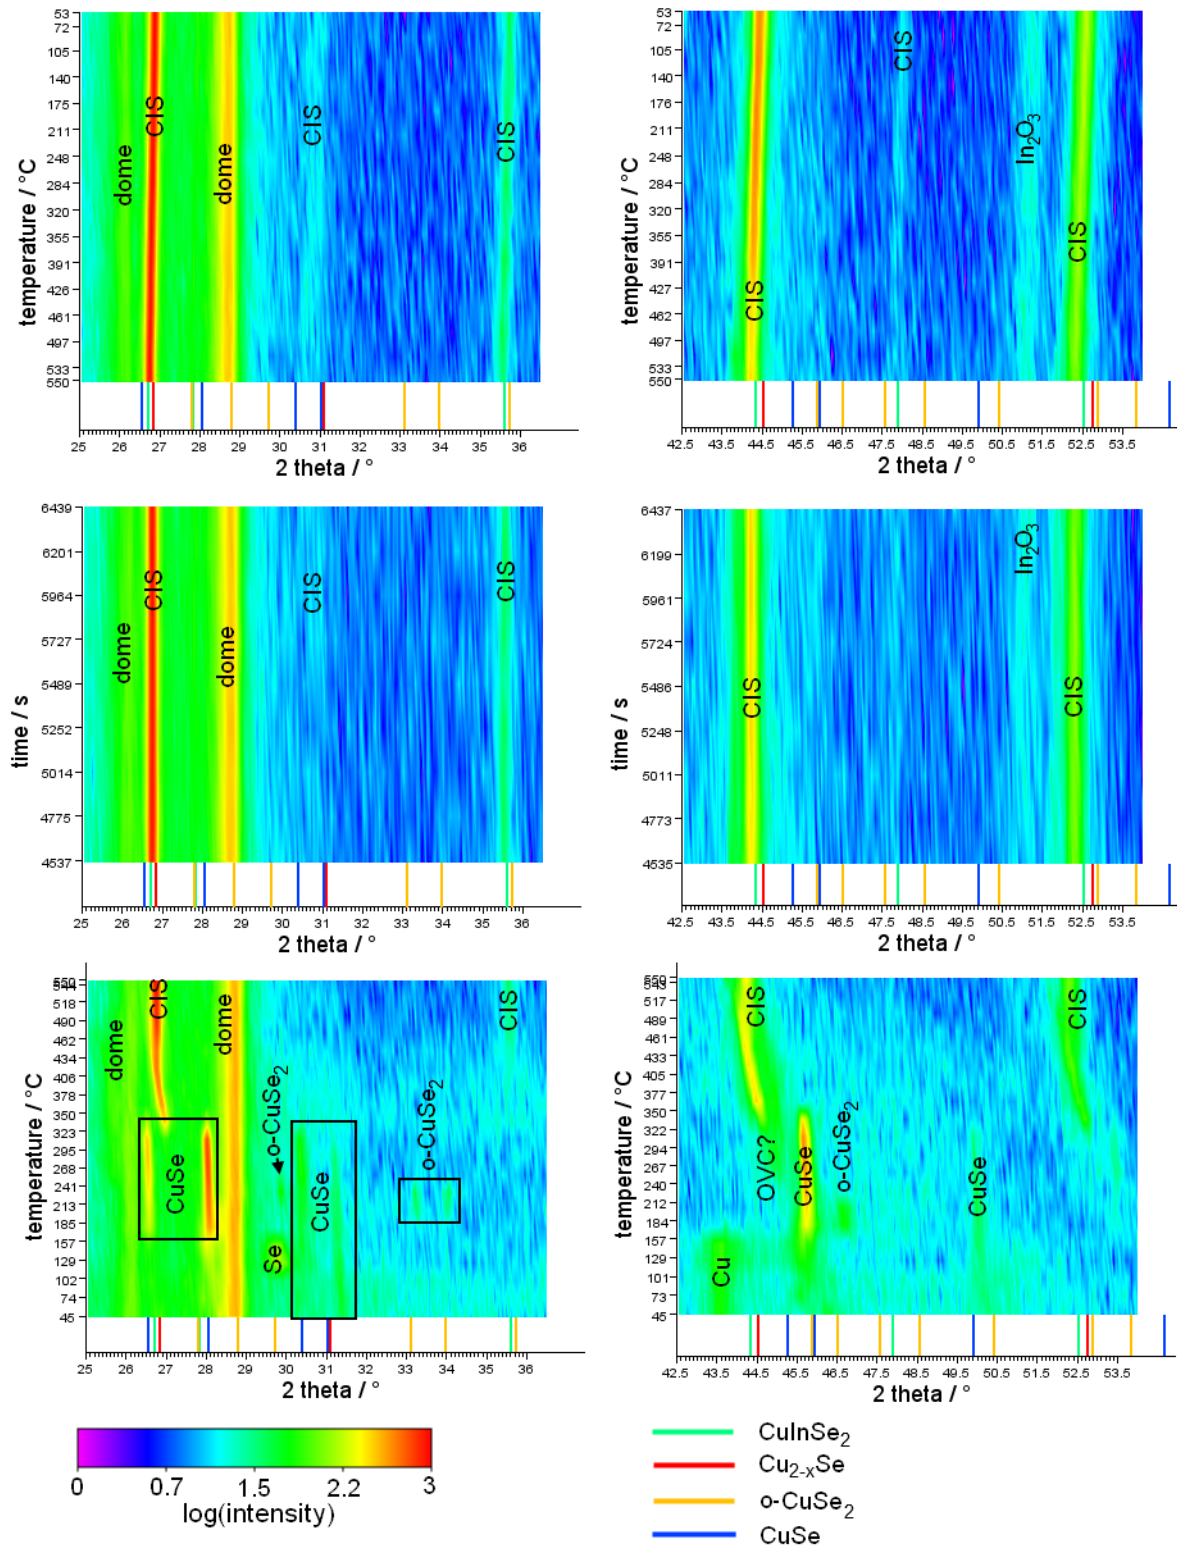 53
72
105
140
175
211
248
284
320
355
391
426
461
497
533
550
temperature / °C
dome
CIS
dome
CIS
CIS
25 26 27 28 29 30 31 32 33 34 35 36
2 theta / °
53
72
105
140
176
211
248
284
320
355
391
427
462
497
533
550
temperature / °C
CIS
CIS
In2O3
CIS
42.5 43.5 44.5 45.5 46.5 47.5 48.5 49.5 50.5 51.5 52.5 53.5
2 theta / °
6439
6201
5964
5727
5489
5252
5014
4775
4537
time / s
dome
CIS
dome
CIS
CIS
25 26 27 28 29 30 31 32 33 34 35 36
2 theta / °
6437
6199
5961
5724
5486
5248
5011
4773
4535
time / s
CIS
In2O3
CIS
42.5 43.5 44.5 45.5 46.5 47.5 48.5 49.5 50.5 51.5 52.5 53.5
2 theta / °
550
544
518
490
462
434
406
378
350
323
295
268
241
213
185
157
129
102
74
45
temperature / °C
dome
CIS
dome
CIS
CuSe
Se
o-CuSe2
CuSe
o-CuSe2
25 26 27 28 29 30 31 32 33 34 35 36
2 theta / °
550
543
517
489
461
433
405
377
350
322
294
267
240
212
184
157
129
101
73
45
temperature / °C
CIS
CIS
OVC?
CuSe
o-CuSe2
CuSe
Cu
42.5 43.5 44.5 45.5 46.5 47.5 48.5 49.5 50.5 51.5 52.5 53.5
2 theta / °
0 0.7 1.5 2.2 3
log(intensity)
CuInSe2
Cu2-xSe
o-CuSe2
CuSe